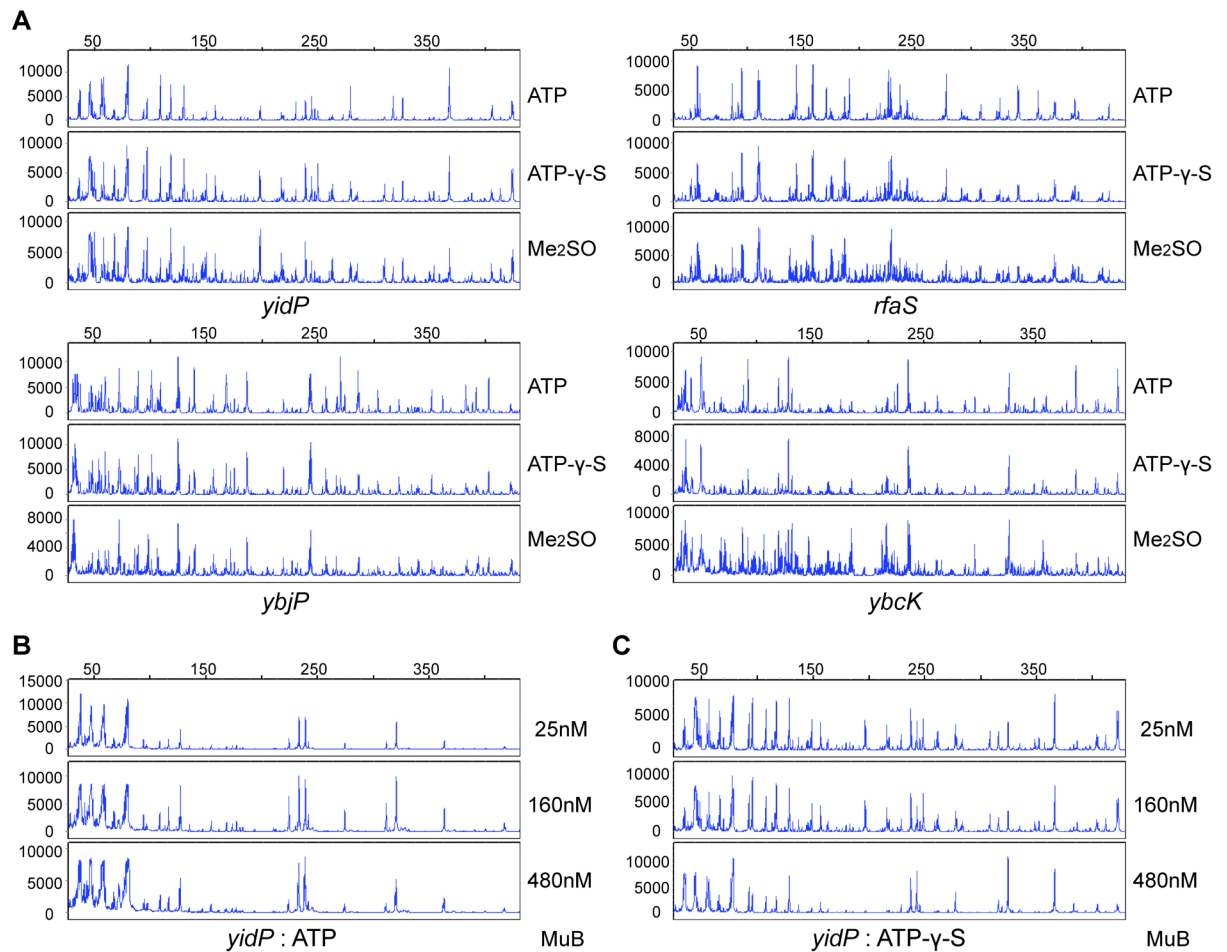 A
50 150 250 350
10000
5000
0
ATP
10000
5000
0
ATP-γ-S
10000
5000
0
Me2SO
yidP
50 150 250 350
10000
5000
0
ATP
10000
5000
0
ATP-γ-S
10000
5000
0
Me2SO
rfaS
50 150 250 350
10000
5000
0
ATP
10000
5000
0
ATP-γ-S
8000
4000
0
Me2SO
ybjP
50 150 250 350
10000
5000
0
ATP
8000
4000
0
ATP-γ-S
10000
5000
0
Me2SO
ybcK
B
50 150 250 350
15000
10000
5000
0
25nM
10000
5000
0
160nM
10000
5000
0
480nM
yidP : ATP
MuB
C
50 150 250 350
10000
5000
0
25nM
10000
5000
0
160nM
10000
5000
0
480nM
yidP : ATP-γ-S
MuB